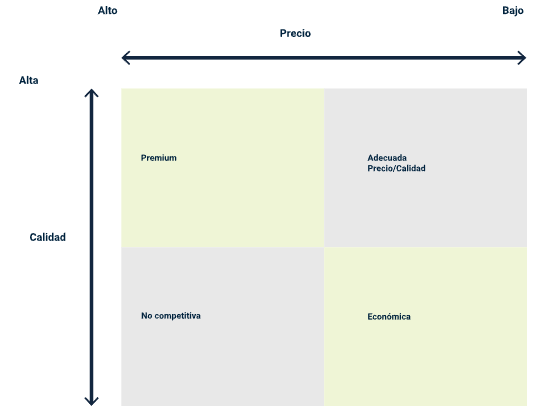 Alto
Bajo
Precio
Alta
Premium
Adecuada
Precio/Calidad
Calidad
No competitiva
Económica